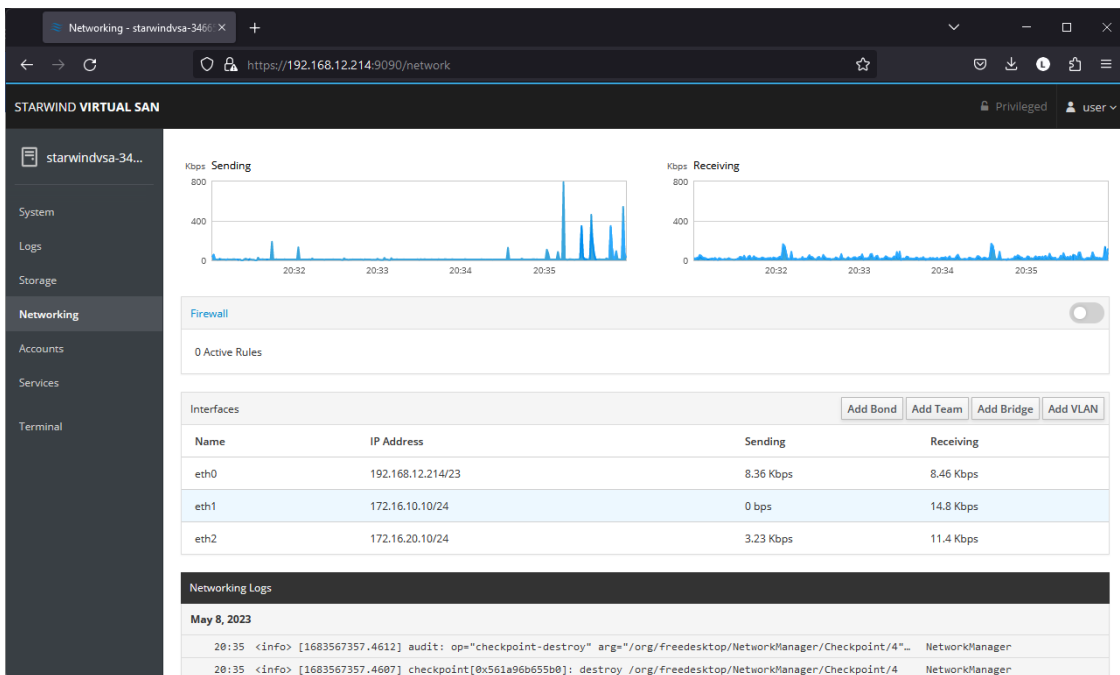 Networking - starwindvsa-3466
https://192.168.12.214:9090/network
STARWIND VIRTUAL SAN
Privileged
user
starwindvsa-34...
System
Logs
Storage
Networking
Accounts
Services
Terminal
Kbps Sending
800
400
0
20:32 20:33 20:34 20:35
Kbps Receiving
800
400
0
20:32 20:33 20:34 20:35
Firewall
0 Active Rules
Interfaces Add Bond Add Team Add Bridge Add VLAN
Name IP Address Sending Receiving
eth0 192.168.12.214/23 8.36 Kbps 8.46 Kbps
eth1 172.16.10.10/24 0 bps 14.8 Kbps
eth2 172.16.20.10/24 3.23 Kbps 11.4 Kbps
Networking Logs
May 8, 2023
20:35 <info> [1683567357.4612] audit: op="checkpoint-destroy" arg="/org/freedesktop/NetworkManager/Checkpoint/4"… NetworkManager
20:35 <info> [1683567357.4607] checkpoint[0x561a96b655b0]: destroy /org/freedesktop/NetworkManager/Checkpoint/4 NetworkManager